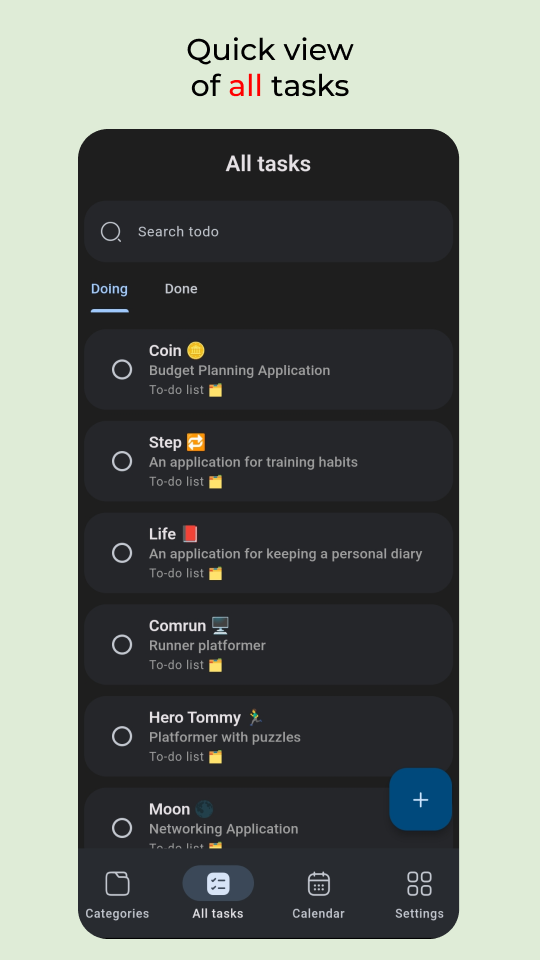 Quick view
of all tasks
All tasks
Search todo
Doing Done
Coin 🪙
Budget Planning Application
To-do list 🗂️
Step 🔁
An application for training habits
To-do list 🗂️
Life 📕
An application for keeping a personal diary
To-do list 🗂️
Comrun 🖥️
Runner platformer
To-do list 🗂️
Hero Tommy 🏃‍♂️
Platformer with puzzles
To-do list 🗂️
Moon 🌑
Networking Application
To-do list 🗂️
Categories All tasks Calendar Settings